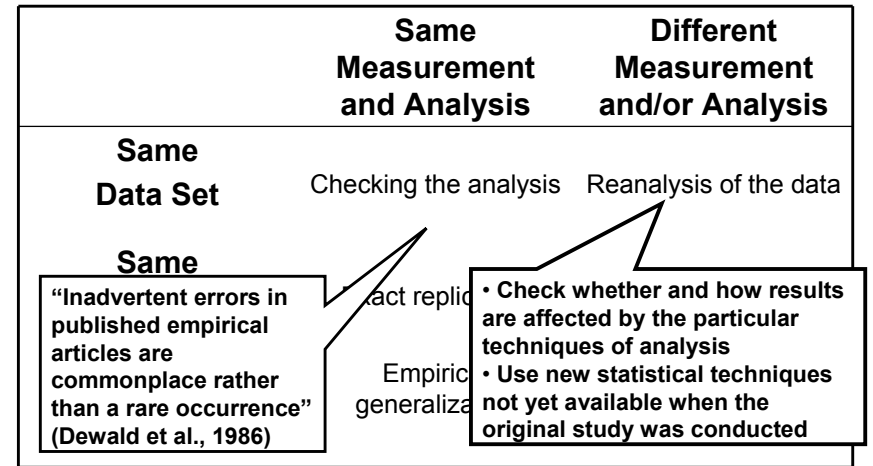 Same
Measurement
and Analysis
Different
Measurement
and/or Analysis
Same
Data Set
Checking the analysis
Reanalysis of the data
Same
“Inadvertent errors in
published empirical
articles are
commonplace rather
than a rare occurrence”
(Dewald et al., 1986)
• Check whether and how results
are affected by the particular
techniques of analysis
• Use new statistical techniques
not yet available when the
original study was conducted